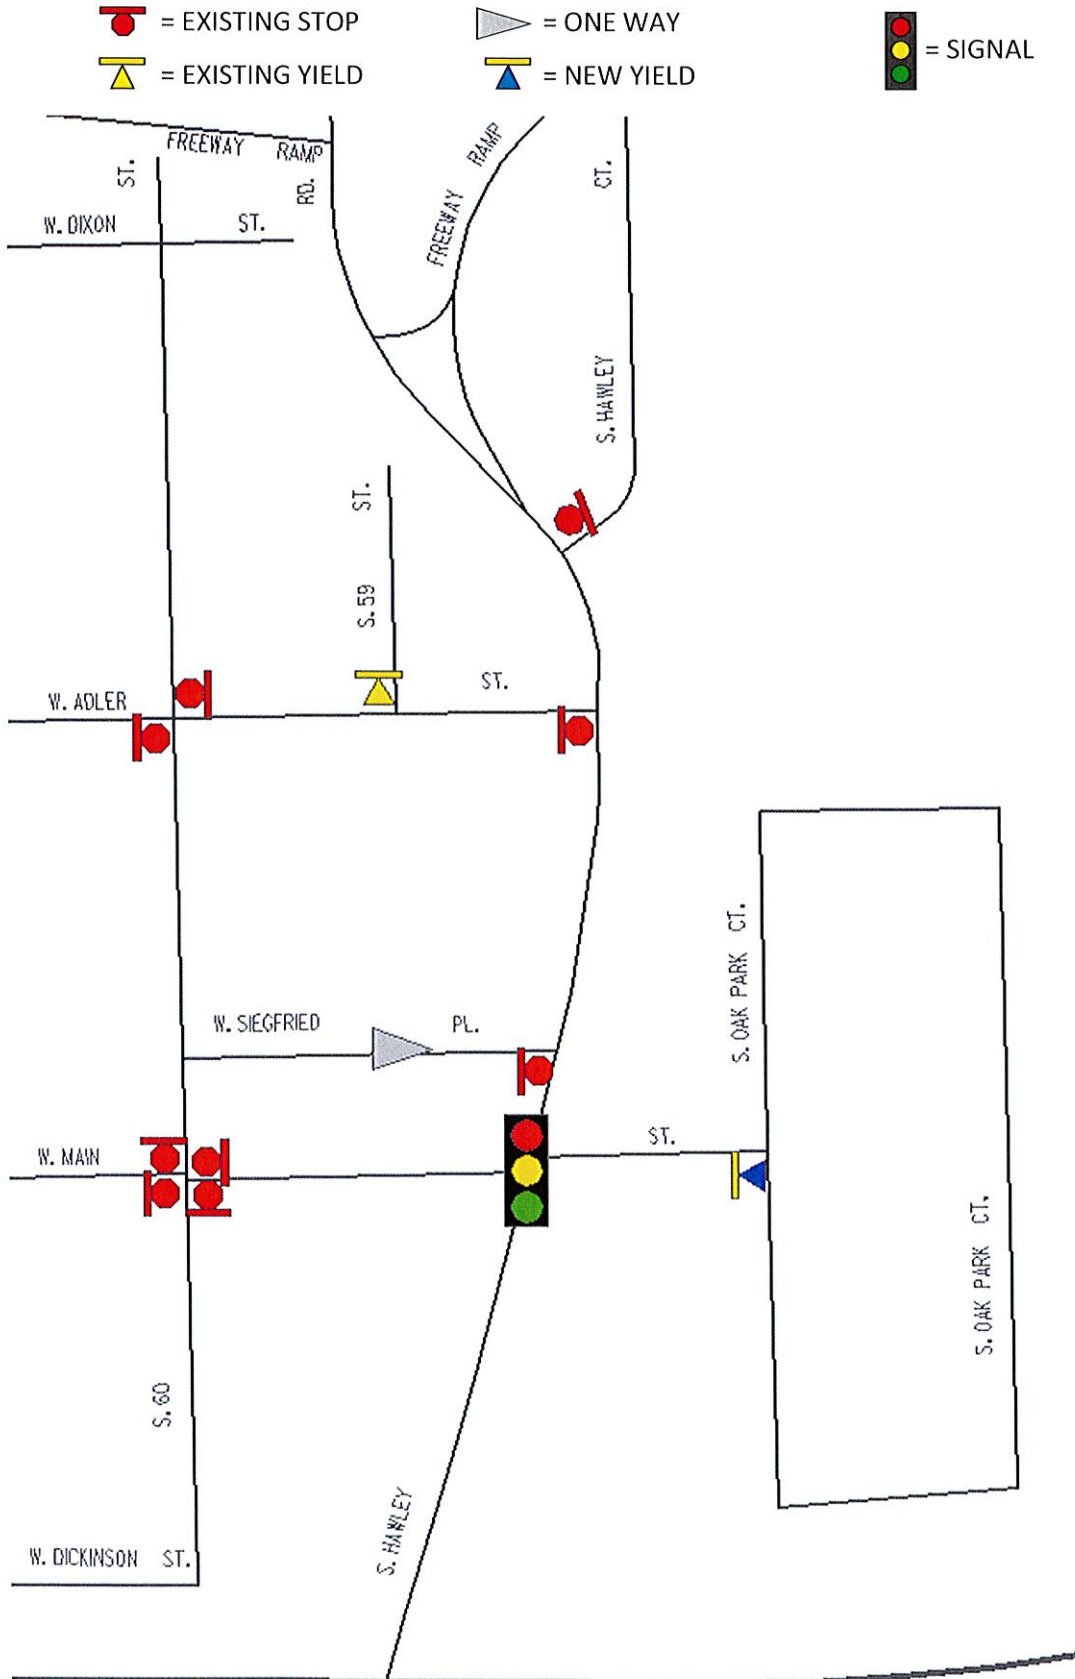 = EXISTING STOP
= ONE WAY
= SIGNAL
= EXISTING YIELD
= NEW YIELD
FREEWAY RAMP
ST.
RD.
FREEWAY RAMP
CT.
W. DIXON ST.
S. HAWLEY
ST.
S. 59
W. ADLER ST.
S. OAK PARK CT.
W. SIEGFRIED PL.
W. MAIN ST.
S. OAK PARK CT.
S. 60
S. HAWLEY
W. DICKINSON ST.